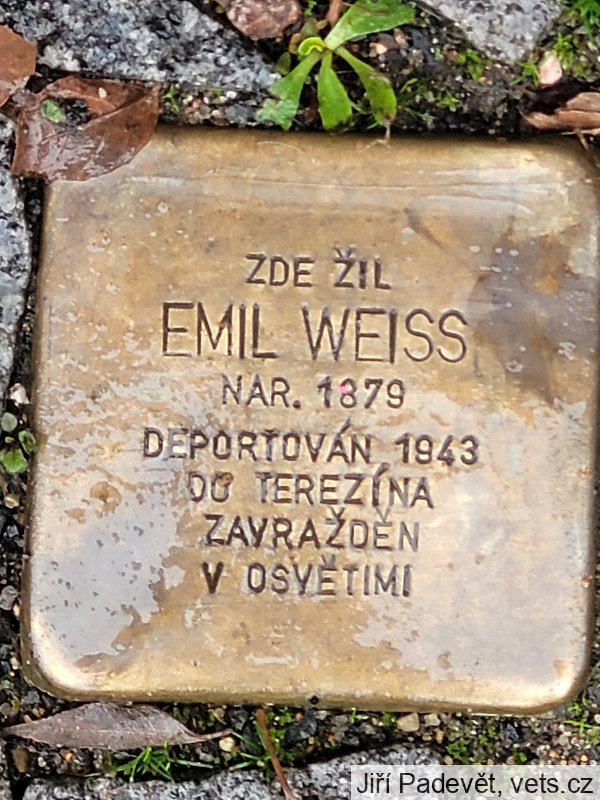 ZDE ŽIL
EMIL WEISS
NAR. 1879
DEPORTOVÁN 1943
DO TEREZÍNA
ZAVRAŽDĚN
V OSVĚTIMI
Jiří Padevět, vets.cz